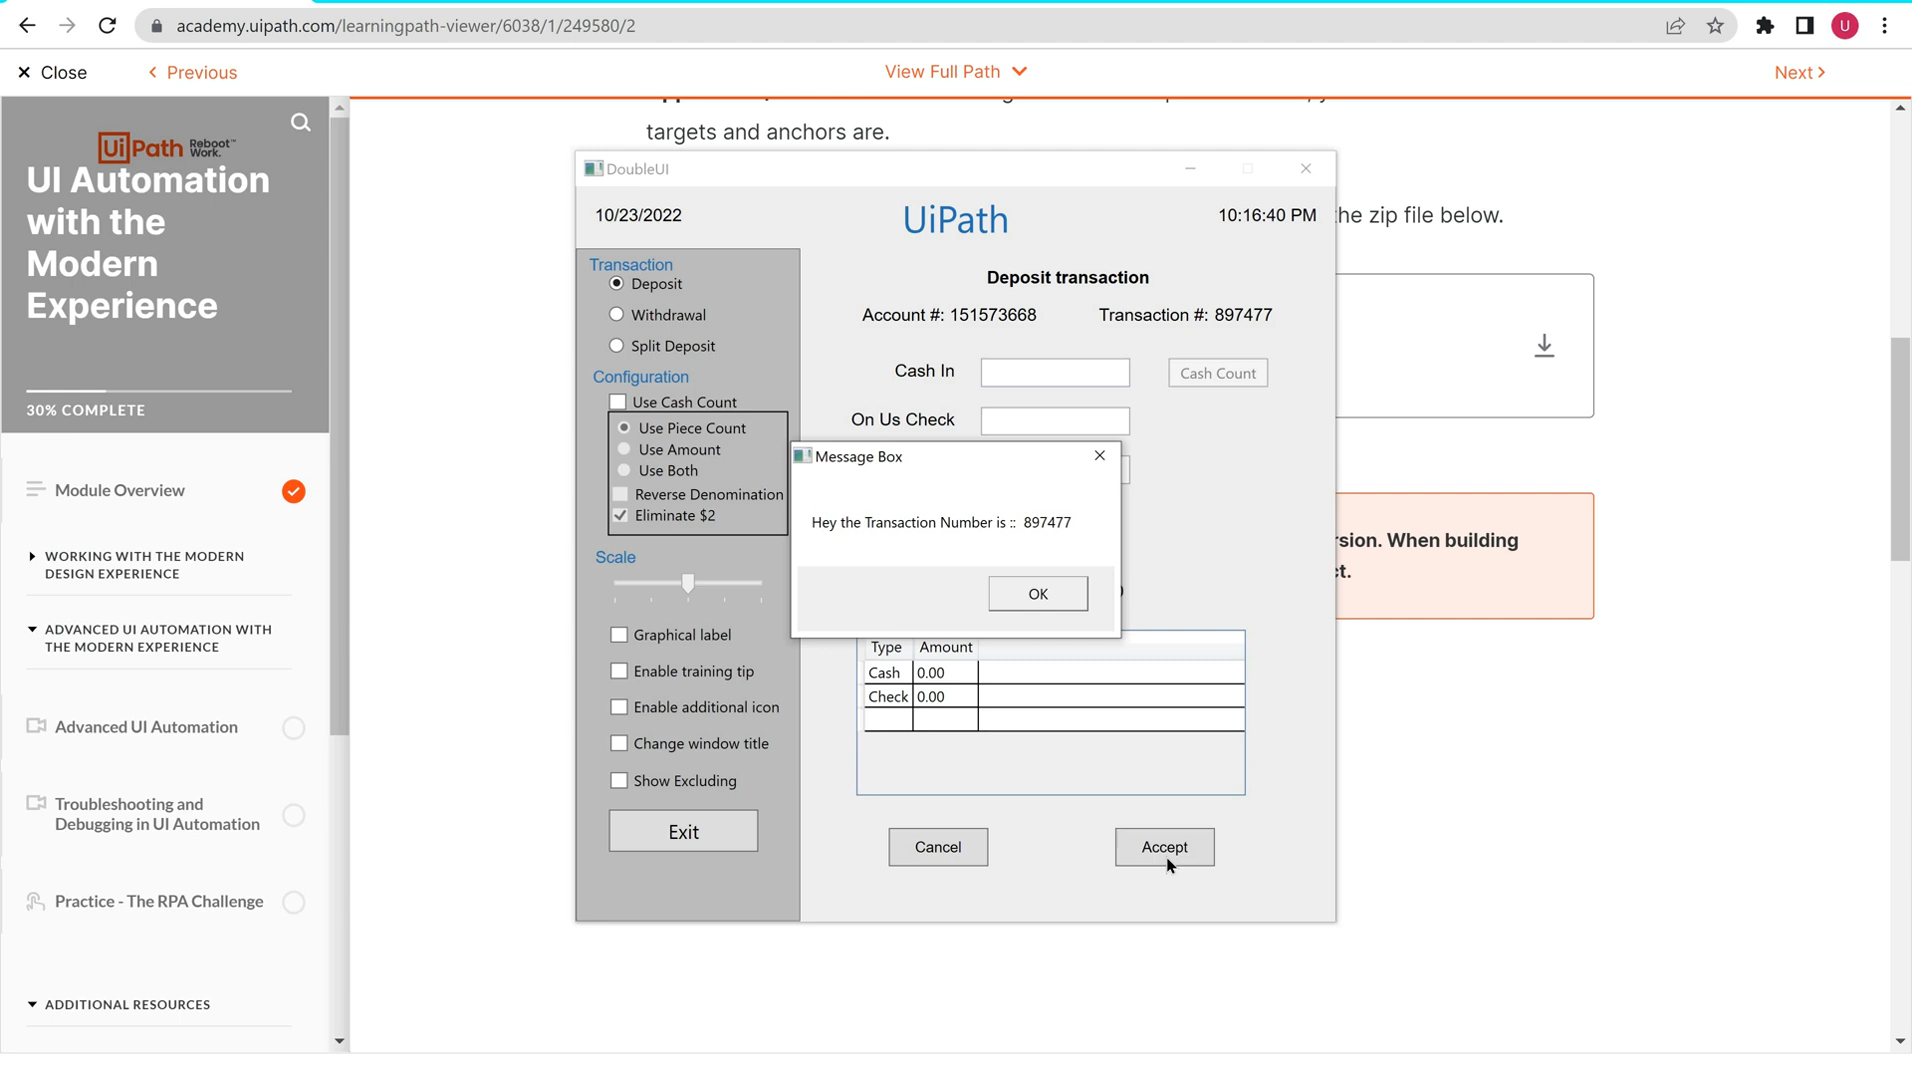 academy.uipath.com/learningpath-viewer/6038/1/249580/2
U
Close
Previous
View Full Path
Next
UiPath Reboot Work.™
UI Automation
with the
Modern
Experience
30% COMPLETE
Module Overview
WORKING WITH THE MODERN
DESIGN EXPERIENCE
ADVANCED UI AUTOMATION WITH
THE MODERN EXPERIENCE
Advanced UI Automation
Troubleshooting and
Debugging in UI Automation
Practice - The RPA Challenge
ADDITIONAL RESOURCES
targets and anchors are.
the zip file below.
rsion. When building
ct.
DoubleUI
10/23/2022
UiPath
10:16:40 PM
Transaction
Deposit
Withdrawal
Split Deposit
Configuration
Use Cash Count
Use Piece Count
Use Amount
Use Both
Reverse Denomination
Eliminate $2
Scale
Graphical label
Enable training tip
Enable additional icon
Change window title
Show Excluding
Exit
Deposit transaction
Account #: 151573668 Transaction #: 897477
Cash In
Cash Count
On Us Check
Message Box
Hey the Transaction Number is :: 897477
OK
Type Amount
Cash 0.00
Check 0.00
Cancel
Accept